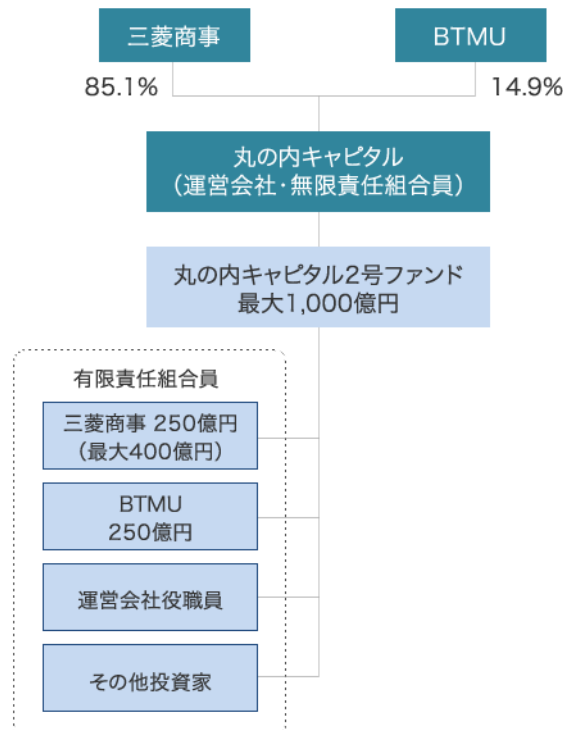 三菱商事
BTMU
85.1%
14.9%
丸の内キャピタル
（運営会社・無限責任組合員）
丸の内キャピタル2号ファンド
最大1,000億円
有限責任組合員
三菱商事 250億円
（最大400億円）
BTMU
250億円
運営会社役職員
その他投資家